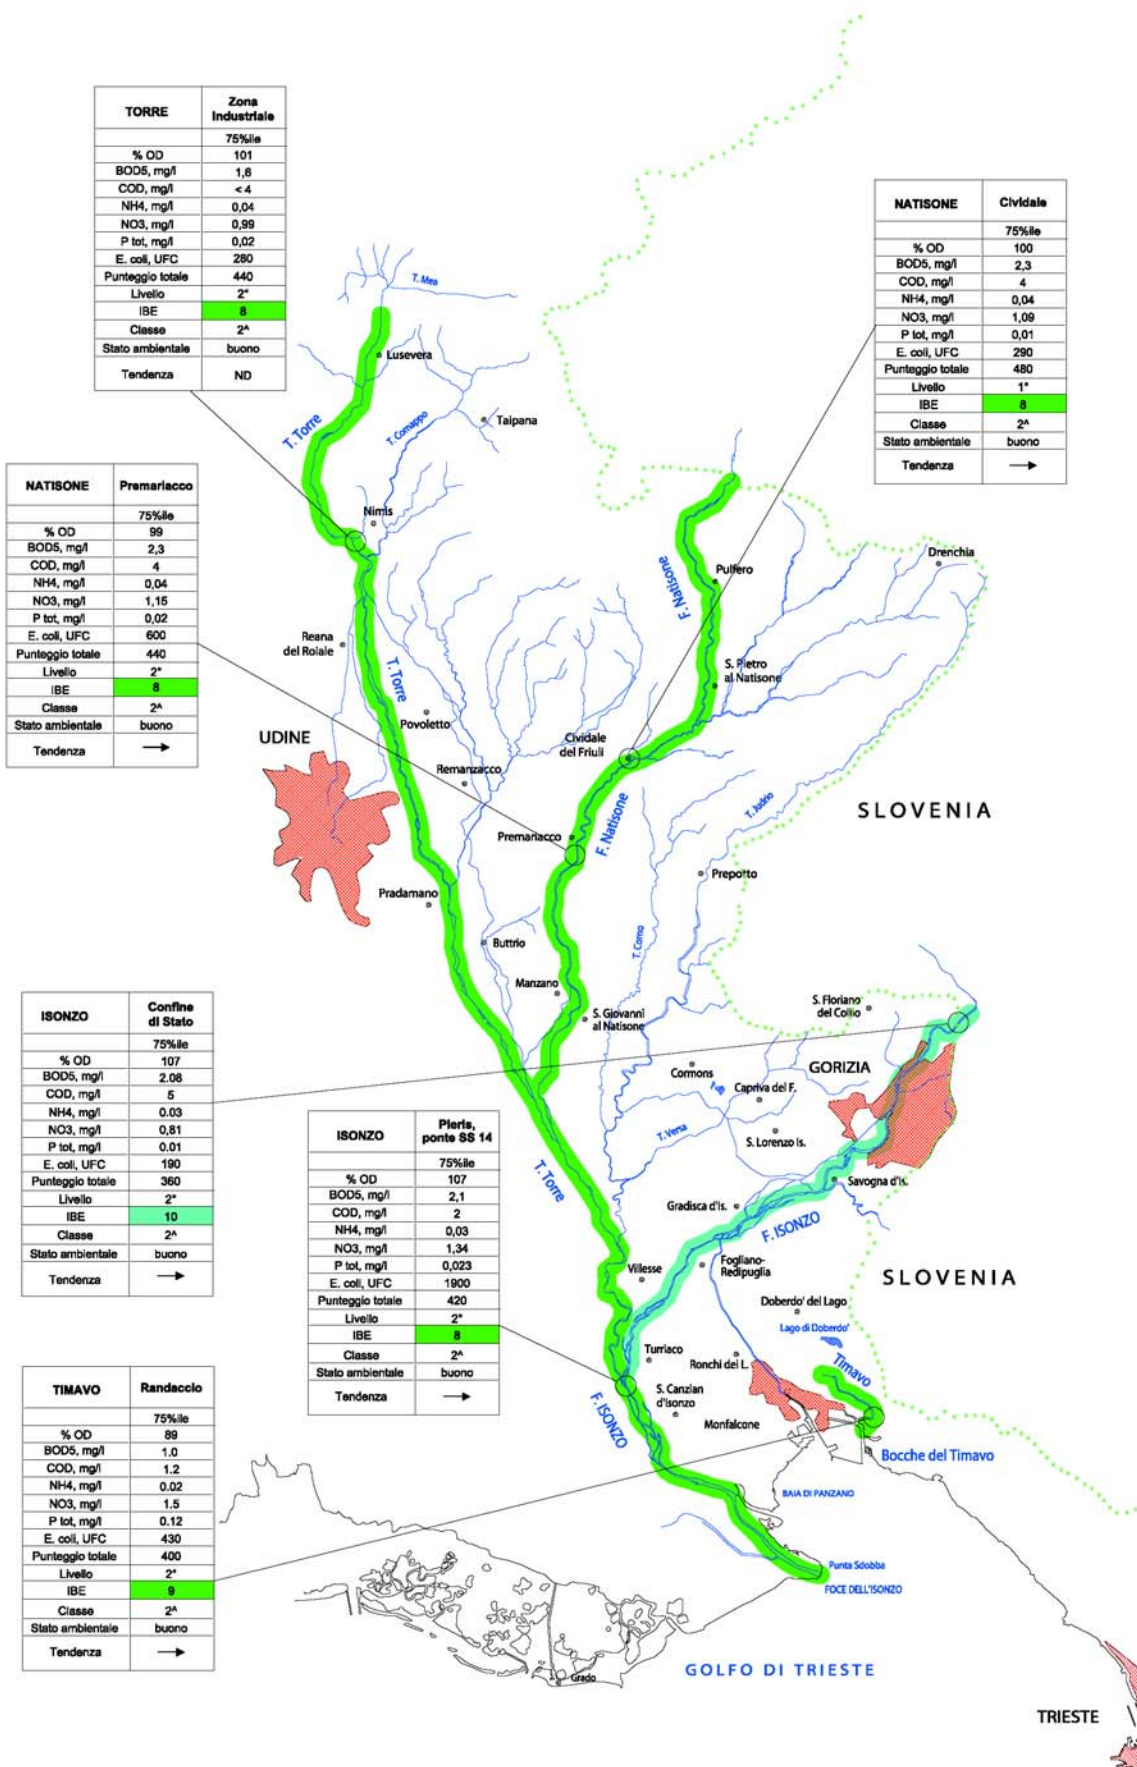 TORRE Zona Industriale
75%ile
% OD 101
BOD5, mg/l 1,6
COD, mg/l < 4
NH4, mg/l 0,04
NO3, mg/l 0,99
P tot, mg/l 0,02
E. coli, UFC 280
Punteggio totale 440
Livello 2°
IBE 8
Classe 2^
Stato ambientale buono
Tendenza ND
NATISONE Cividale
75%ile
% OD 100
BOD5, mg/l 2,3
COD, mg/l 4
NH4, mg/l 0,04
NO3, mg/l 1,09
P tot, mg/l 0,01
E. coli, UFC 290
Punteggio totale 480
Livello 1°
IBE 8
Classe 2^
Stato ambientale buono
Tendenza →
NATISONE Premariacco
75%ile
% OD 99
BOD5, mg/l 2,3
COD, mg/l 4
NH4, mg/l 0,04
NO3, mg/l 1,15
P tot, mg/l 0,02
E. coli, UFC 600
Punteggio totale 440
Livello 2°
IBE 8
Classe 2^
Stato ambientale buono
Tendenza →
T. Mea
Lusevera
T. Torre
T. Cornappo
Taipana
Nimis
F. Natisone
Pulfero
Drenchia
Reana
del Roiale
T. Torre
S. Pietro
al Natisone
Povoletto
UDINE
Cividale
del Friuli
Remanzacco
F. Natisone
T. Judrio
SLOVENIA
Premariacco
Prepotto
Pradamano
T. Corno
Buttrio
Manzano
S. Giovanni
al Natisone
S. Floriano
del Collio
Cormons
GORIZIA
Capriva del F.
T. Versa
S. Lorenzo Is.
T. Torre
Savogna d'Is.
Gradisca d'Is.
F. ISONZO
Villesse
Fogliano-
Redipuglia
SLOVENIA
Doberdo' del Lago
Lago di Doberdo'
Turriaco
Ronchi dei L.
Timavo
S. Canzian
d'Isonzo
F. ISONZO
Monfalcone
Bocche del Timavo
BAIA DI PANZANO
Punta Sdobba
FOCE DELL'ISONZO
Grado
GOLFO DI TRIESTE
TRIESTE
ISONZO Confine di Stato
75%ile
% OD 107
BOD5, mg/l 2.08
COD, mg/l 5
NH4, mg/l 0.03
NO3, mg/l 0,81
P tot, mg/l 0.01
E. coli, UFC 190
Punteggio totale 360
Livello 2°
IBE 10
Classe 2^
Stato ambientale buono
Tendenza →
ISONZO Pieris, ponte SS 14
75%ile
% OD 107
BOD5, mg/l 2,1
COD, mg/l 2
NH4, mg/l 0,03
NO3, mg/l 1,34
P tot, mg/l 0,023
E. coli, UFC 1900
Punteggio totale 420
Livello 2°
IBE 8
Classe 2^
Stato ambientale buono
Tendenza →
TIMAVO Randaccio
75%ile
% OD 89
BOD5, mg/l 1.0
COD, mg/l 1.2
NH4, mg/l 0.02
NO3, mg/l 1.5
P tot, mg/l 0.12
E. coli, UFC 430
Punteggio totale 400
Livello 2°
IBE 9
Classe 2^
Stato ambientale buono
Tendenza →